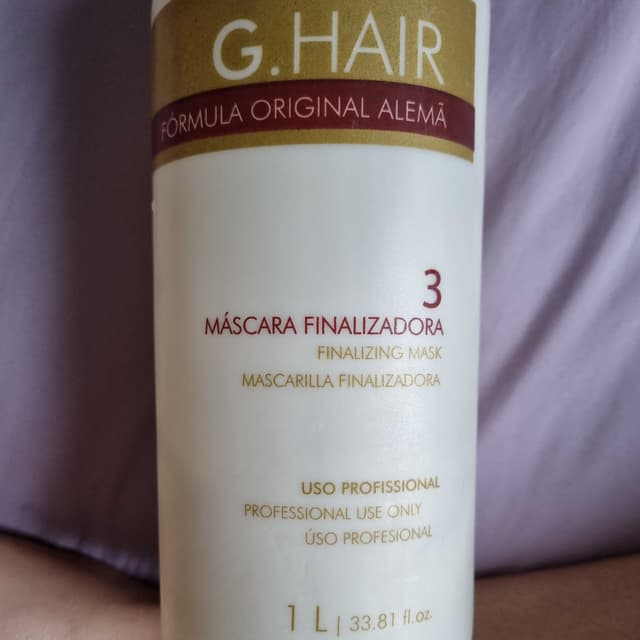 G.HAIR
FÓRMULA ORIGINAL ALEMÃ
3
MÁSCARA FINALIZADORA
FINALIZING MASK
MASCARILLA FINALIZADORA
USO PROFISSIONAL
PROFESSIONAL USE ONLY
ÚSO PROFESIONAL
1 L | 33.81 fl.oz.